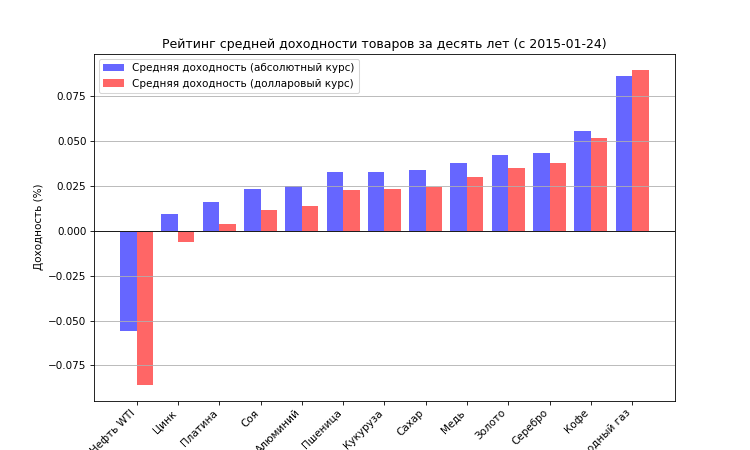 Рейтинг средней доходности товаров за десять лет (с 2015-01-24)
Средняя доходность (абсолютный курс)
Средняя доходность (долларовый курс)
Доходность (%)
0.075
0.050
0.025
0.000
−0.025
−0.050
−0.075
Нефть WTI
Цинк
Платина
Соя
Алюминий
Пшеница
Кукуруза
Сахар
Медь
Золото
Серебро
Кофе
одный газ